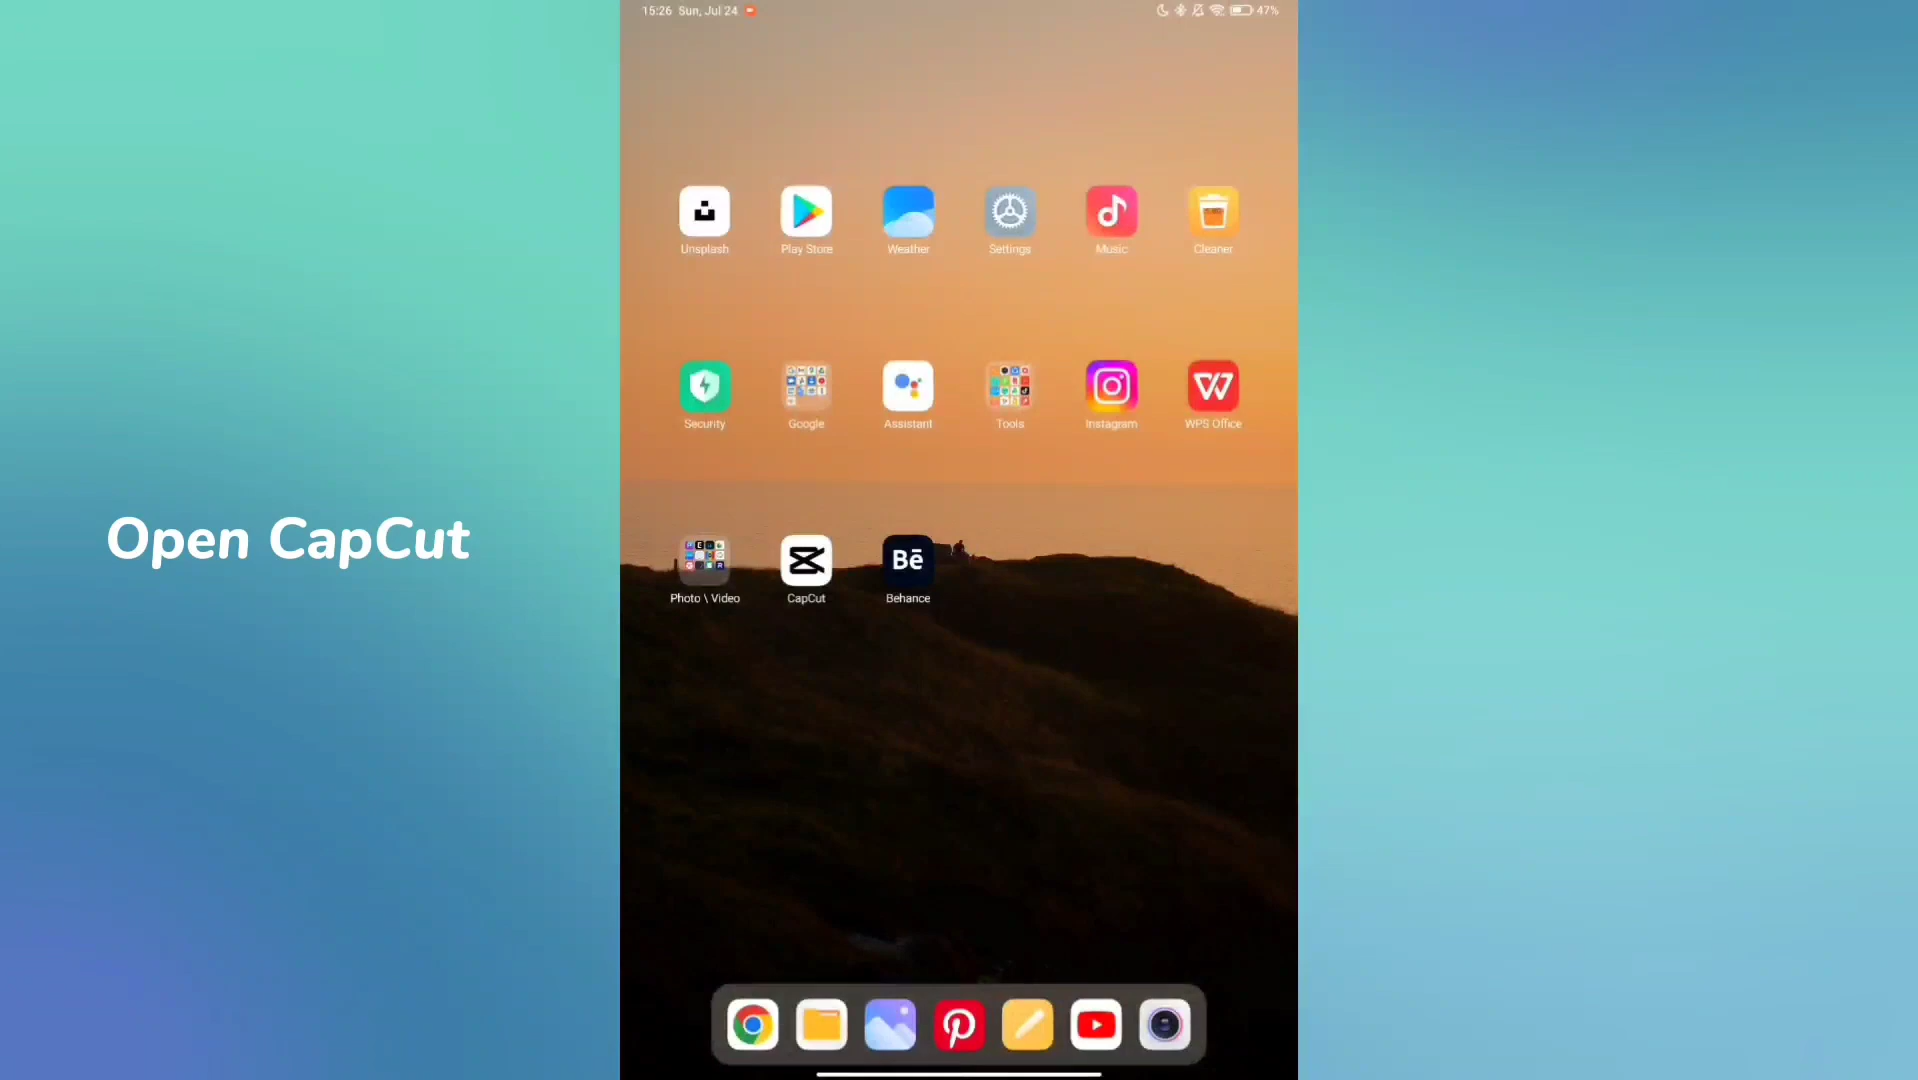 15:26 Sun, Jul 24
47%
Unsplash
Play Store
Weather
Settings
Music
Cleaner
Security
Google
Assistant
Tools
Instagram
WPS Office
Open CapCut
Bē
Photo \ Video
CapCut
Behance